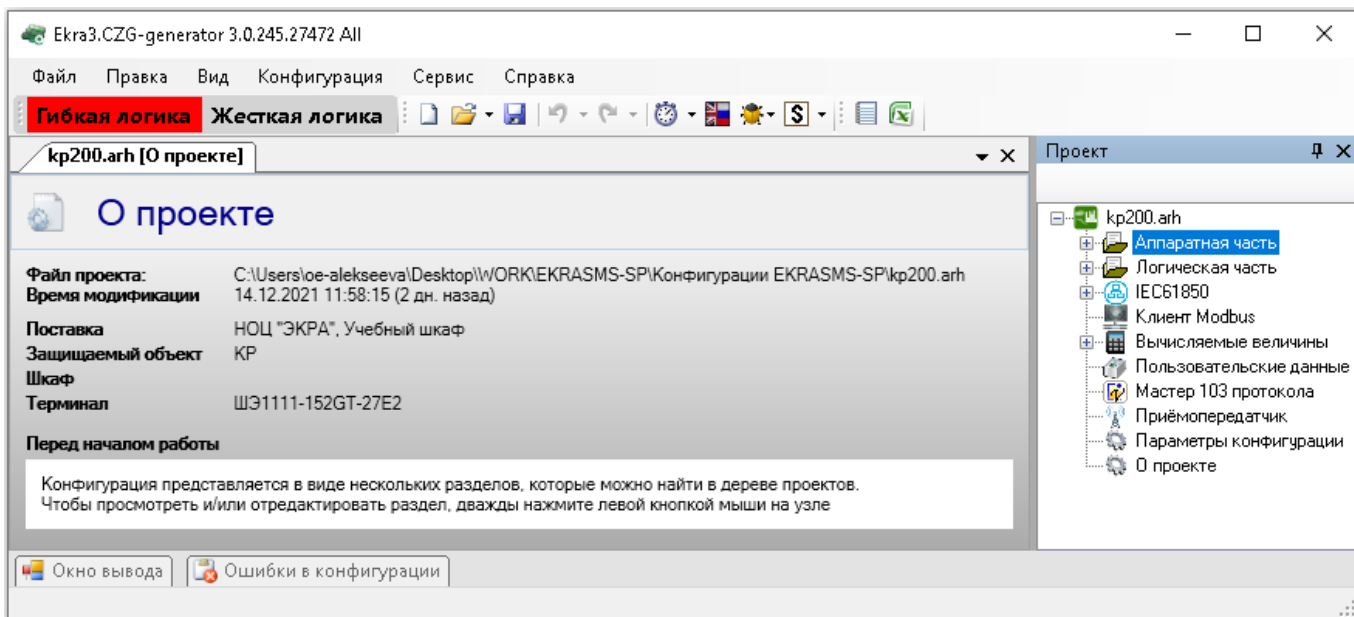 Ekra3.CZG-generator 3.0.245.27472 All
Файл Правка Вид Конфигурация Сервис Справка
Гибкая логика Жесткая логика
kp200.arh [О проекте]
О проекте
Файл проекта: C:\Users\oe-alekseeva\Desktop\WORK\EKRASMS-SP\Конфигурации EKRASMS-SP\kp200.arh
Время модификации 14.12.2021 11:58:15 (2 дн. назад)
Поставка НОЦ "ЭКРА", Учебный шкаф
Защищаемый объект КР
Шкаф
Терминал ШЭ1111-152GT-27E2
Перед началом работы
Конфигурация представляется в виде нескольких разделов, которые можно найти в дереве проектов.
Чтобы просмотреть и/или отредактировать раздел, дважды нажмите левой кнопкой мыши на узле
Проект
kp200.arh
Аппаратная часть
Логическая часть
IEC61850
Клиент Modbus
Вычисляемые величины
Пользовательские данные
Мастер 103 протокола
Приёмопередатчик
Параметры конфигурации
О проекте
Окно вывода Ошибки в конфигурации